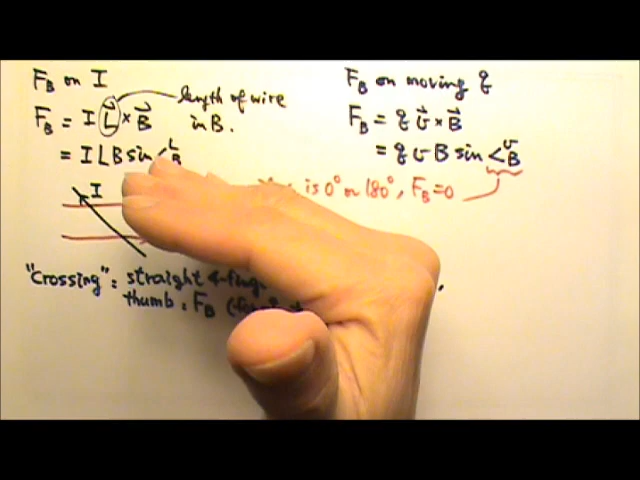 F_B on I
F_B = I L⃗ × B⃗
length of wire
in B.
= I L B sin < L B
I
"crossing" = straight 4-fing
thumb = F_B
F_B on moving q
F_B = q v⃗ × B⃗
= q v B sin < v B
is 0° or 180°, F_B = 0